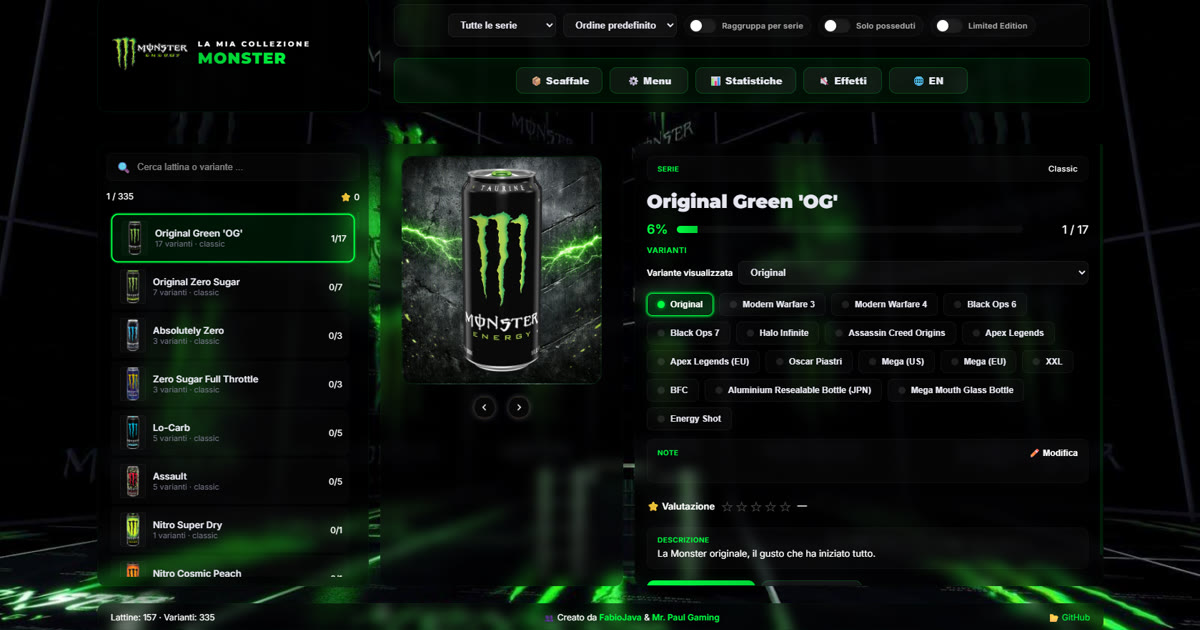 MONSTER
ENERGY
LA MIA COLLEZIONE
MONSTER
Tutte le serie
Ordine predefinito
Raggruppa per serie
Solo posseduti
Limited Edition
Scaffale
Menu
Statistiche
Effetti
EN
Cerca lattina o variante ...
1 / 335
0
Original Green 'OG'
17 varianti · classic
1/17
Original Zero Sugar
7 varianti · classic
0/7
Absolutely Zero
3 varianti · classic
0/3
Zero Sugar Full Throttle
3 varianti · classic
0/3
Lo-Carb
5 varianti · classic
0/5
Assault
5 varianti · classic
0/5
Nitro Super Dry
1 varianti · classic
0/1
Nitro Cosmic Peach
TAURINE
MONSTER
ENERGY
SERIE
Classic
Original Green 'OG'
6%
1 / 17
VARIANTI
Variante visualizzata
Original
Original
Modern Warfare 3
Modern Warfare 4
Black Ops 6
Black Ops 7
Halo Infinite
Assassin Creed Origins
Apex Legends
Apex Legends (EU)
Oscar Piastri
Mega (US)
Mega (EU)
XXL
BFC
Aluminium Resealable Bottle (JPN)
Mega Mouth Glass Bottle
Energy Shot
NOTE
Modifica
Valutazione
—
DESCRIZIONE
La Monster originale, il gusto che ha iniziato tutto.
Lattine: 157 · Varianti: 335
Creato da FabioJava & Mr. Paul Gaming
GitHub